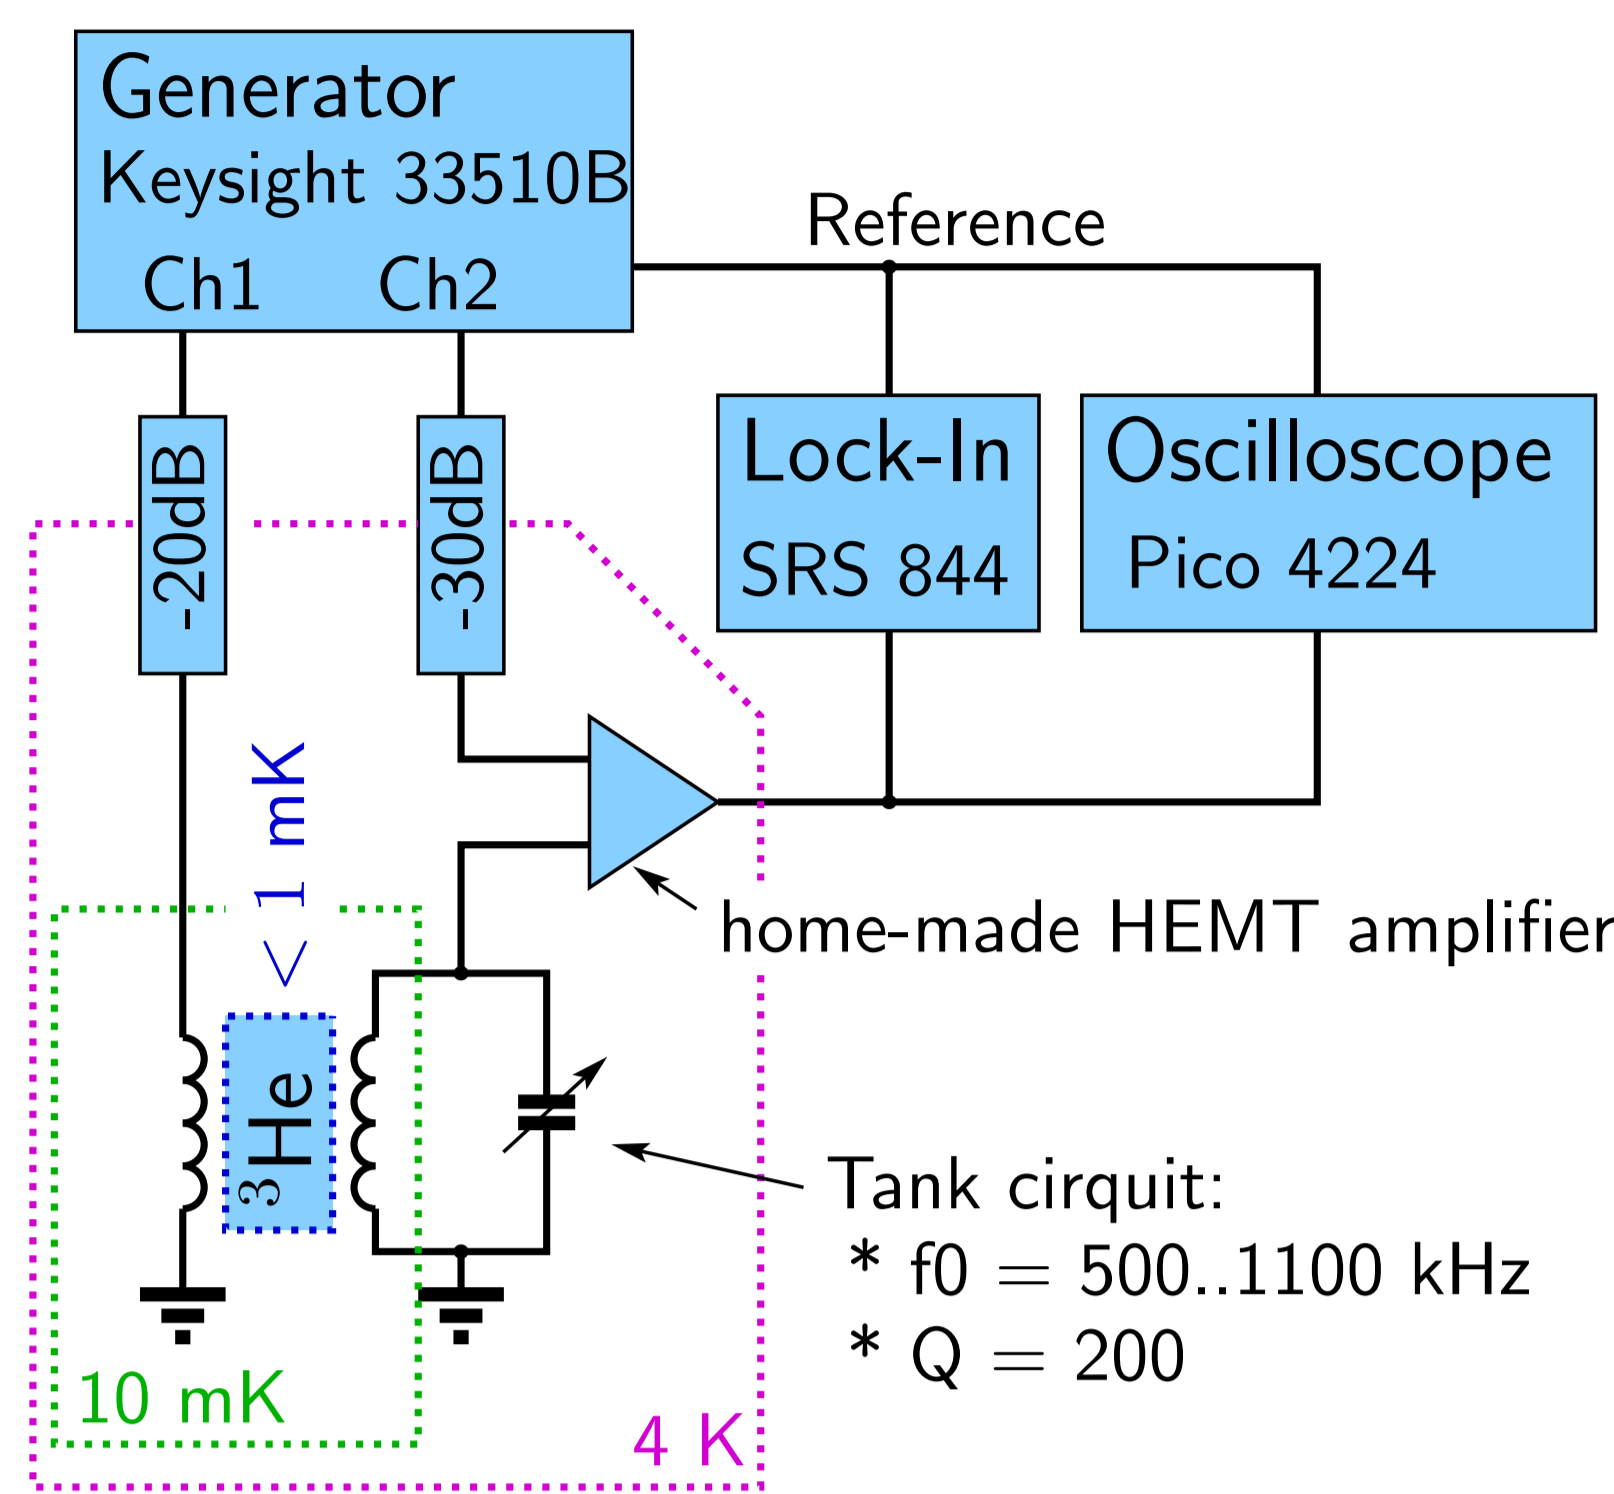 Generator
Keysight 33510B
Ch1 Ch2
Reference
-20dB
-30dB
Lock-In
SRS 844
Oscilloscope
Pico 4224
< 1 mK
home-made HEMT amplifier
³He
Tank cirquit:
* f0 = 500..1100 kHz
* Q = 200
10 mK
4 K